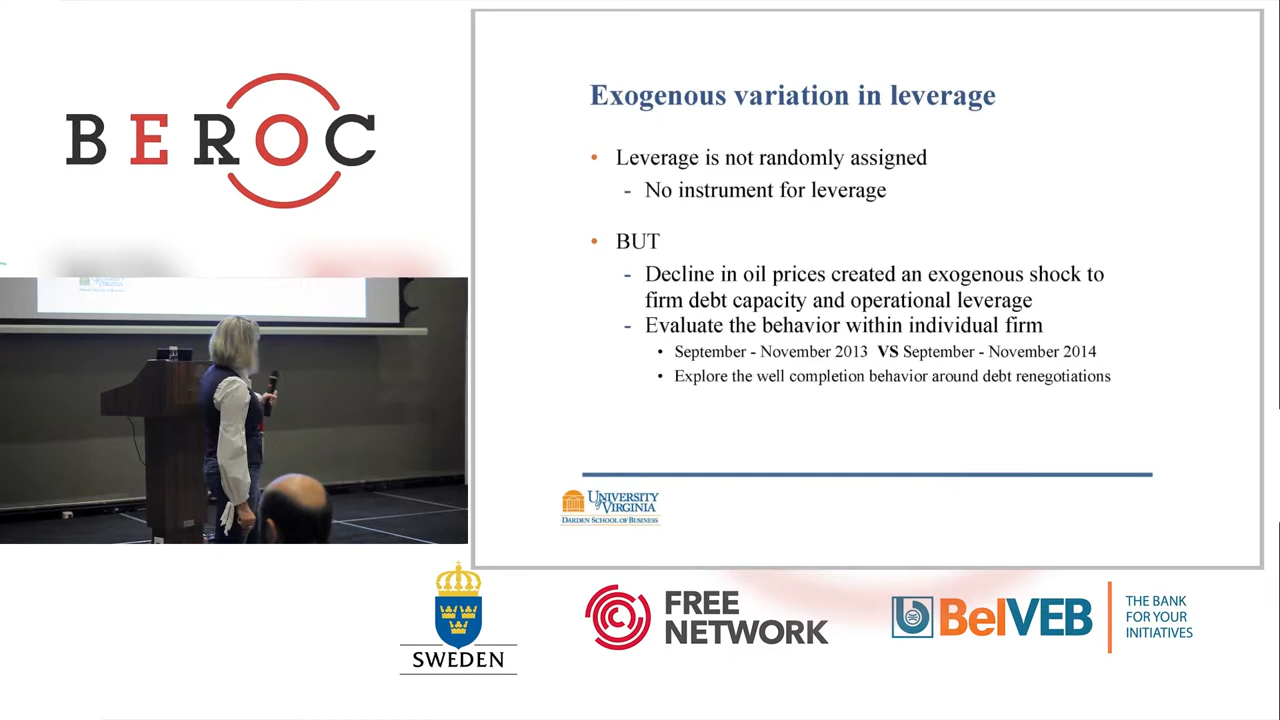 BEROC
Exogenous variation in leverage
• Leverage is not randomly assigned
- No instrument for leverage
• BUT
- Decline in oil prices created an exogenous shock to
firm debt capacity and operational leverage
- Evaluate the behavior within individual firm
• September - November 2013 VS September - November 2014
• Explore the well completion behavior around debt renegotiations
UNIVERSITY
of VIRGINIA
DARDEN SCHOOL OF BUSINESS
SWEDEN
FREE
NETWORK
BelVEB
THE BANK
FOR YOUR
INITIATIVES